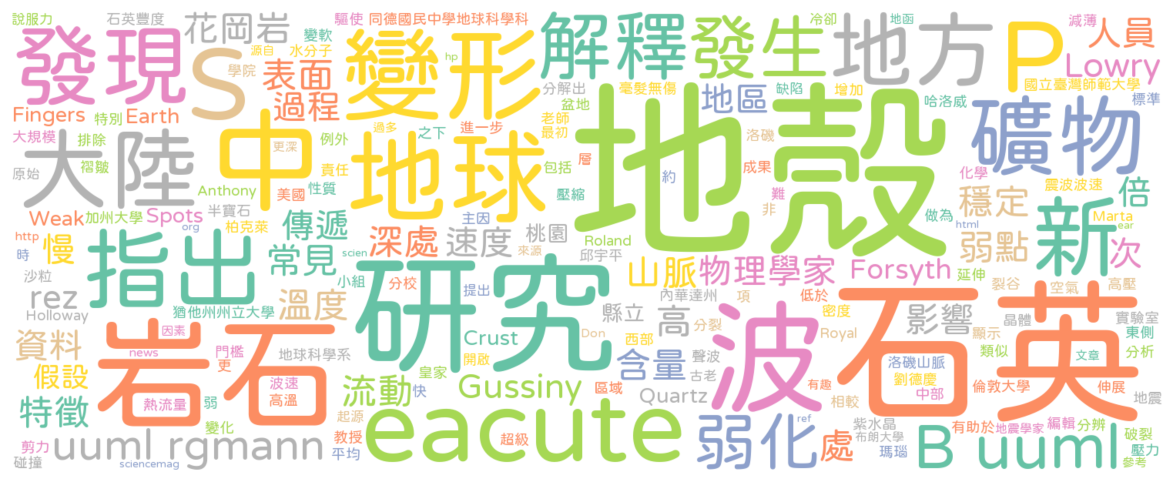 說服力 石英豐度 花岡岩 驅使 變軟 同德國民中學地球科學科 解釋 發生 地方 冷卻 地函 P 減薄 人員
發現 S 源自 水分子 變形 hp Lowry
學院 表面 分解出 毫髮無傷 缺陷 增加 國立臺灣師範大學
Fingers 特別 Earth 過程 盆地 地區 哈洛威 標準
大規模 排除 中 更深 例外 過多 之下 進一步 老師 最初 地殼 洛磯 礦物
大陸 褶皺 地球 包括 層 成果 化學 震波波速
原始 責任 美國 性質 壓縮 約 難 穩定 倍
Anthony 半寶石 非 做為 新 Marta
Weak 加州大學 Spots 傳遞 主因 Roland 弱點 ear 次
http org 柏克萊 深處 速度 桃園 來源 邱宇平 html
時 慢 指出 常見 scien 山脈 物理學家 Forsyth 延伸
沙粒 小組 分校 研究 內華達州 項 低於 裂谷 空氣 高壓
rez Holloway 猶他州州立大學 溫度 提出 縣立 高 分裂 密度 影響 晶體 實驗室
資料 因素 岩石 Crust Don 西部 Royal 石英 顯示 東側
news 門檻 地球科學系 開啟 聲波 波 類似 文章 分析
假設 更 皇家 含量 古老 洛磯山脈
熱流量 弱 波速 高溫 流動 快 Gussiny 區域 Quartz 劉德慶 中部 有趣 倫敦大學 伸展
特徵 變化 起源 eacute 弱化 ref 相較 紫水晶 有助於 地震學家 編輯 分辨 地震
剪力 uuml rgmann 教授 超級 處 布朗大學 B uuml 破裂
碰撞 sciencemag 平均 瑪瑙 壓力 參考